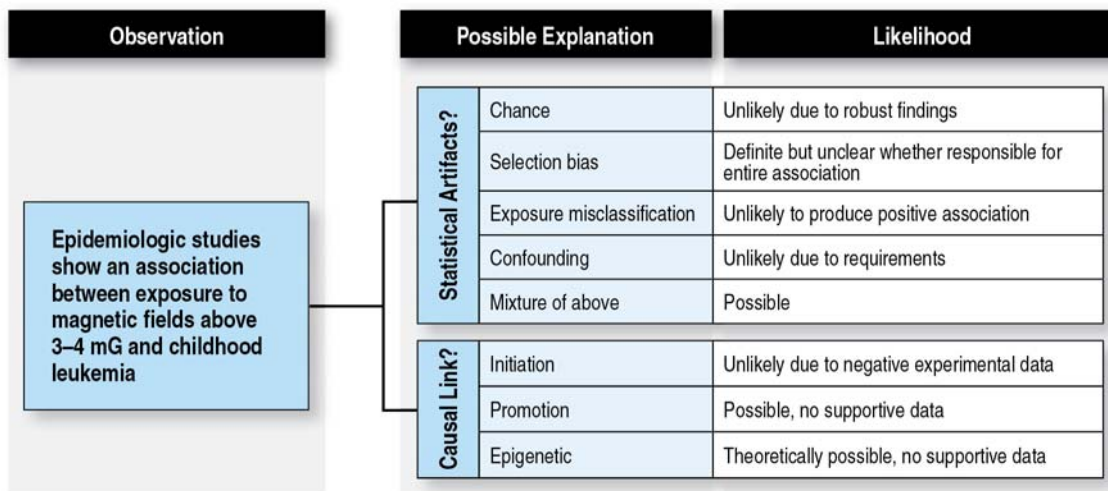 Observation
Possible Explanation
Likelihood
Epidemiologic studies
show an association
between exposure to
magnetic fields above
3–4 mG and childhood
leukemia
Statistical Artifacts?
Chance
Unlikely due to robust findings
Selection bias
Definite but unclear whether responsible for
entire association
Exposure misclassification
Unlikely to produce positive association
Confounding
Unlikely due to requirements
Mixture of above
Possible
Causal Link?
Initiation
Unlikely due to negative experimental data
Promotion
Possible, no supportive data
Epigenetic
Theoretically possible, no supportive data